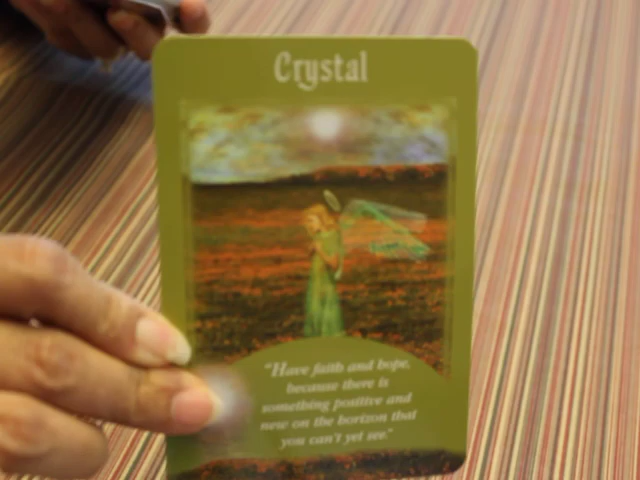 Crystal
"Have faith and hope,
because there is
something positive and
new on the horizon that
you can't yet see."